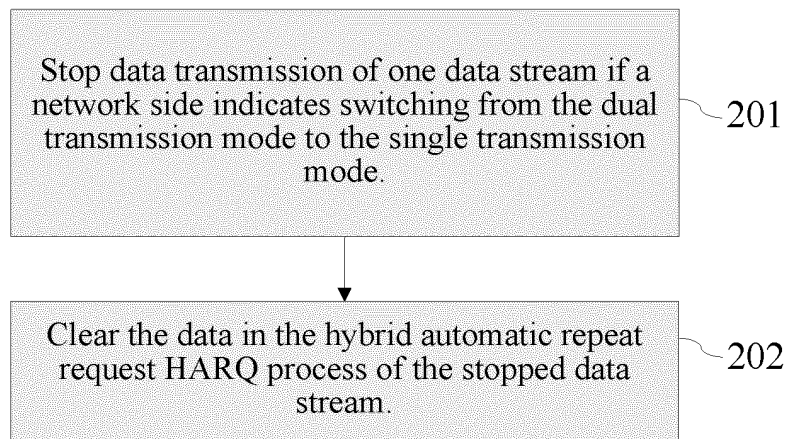 Stop data transmission of one data stream if a
network side indicates switching from the dual
transmission mode to the single transmission
mode.
201
Clear the data in the hybrid automatic repeat
request HARQ process of the stopped data
stream.
202